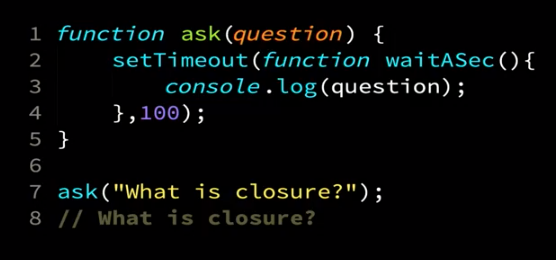 1 function ask(question) {
2     setTimeout(function waitASec(){
3         console.log(question);
4     },100);
5 }
6
7 ask("What is closure?");
8 // What is closure?